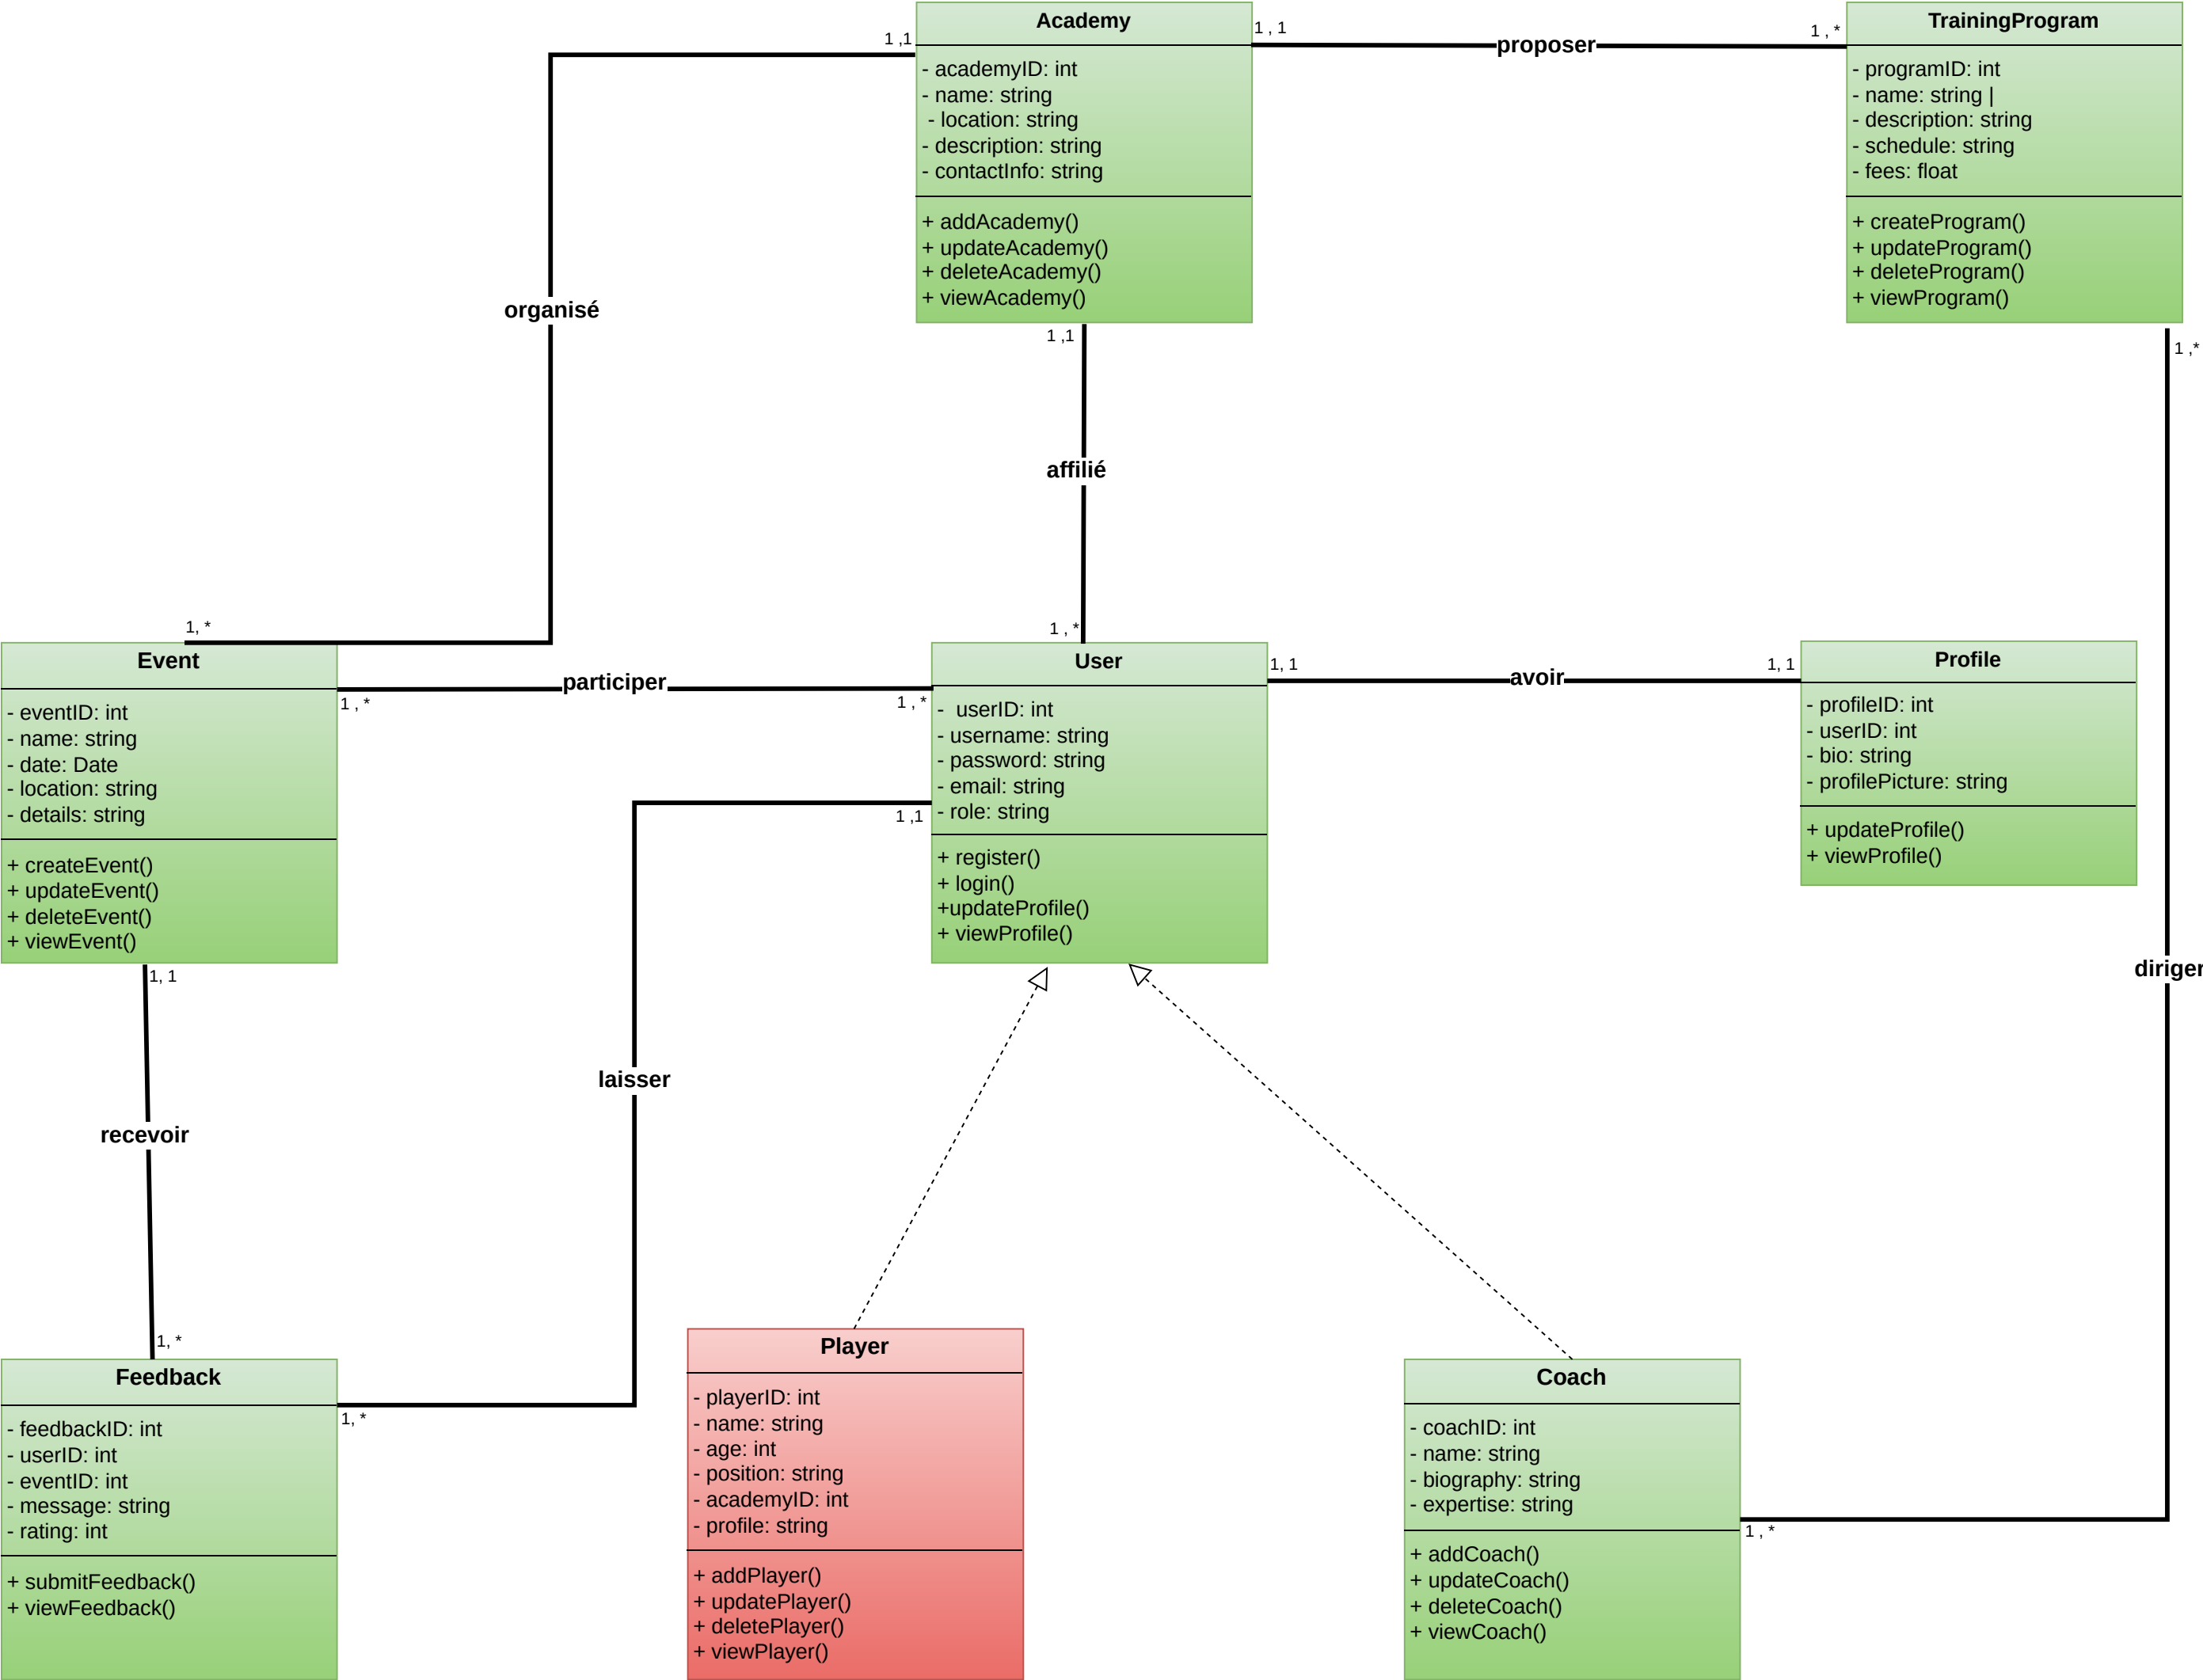 Academy
- academyID: int
- name: string
- location: string
- description: string
- contactInfo: string
+ addAcademy()
+ updateAcademy()
+ deleteAcademy()
+ viewAcademy()
1 ,1
1 , 1
proposer
1 , *
TrainingProgram
- programID: int
- name: string |
- description: string
- schedule: string
- fees: float
+ createProgram()
+ updateProgram()
+ deleteProgram()
+ viewProgram()
organisé
1 ,1
1 ,*
affilié
1, *
1 , *
Event
- eventID: int
- name: string
- date: Date
- location: string
- details: string
+ createEvent()
+ updateEvent()
+ deleteEvent()
+ viewEvent()
participer
1 , *
1 , *
User
-  userID: int
- username: string
- password: string
- email: string
- role: string
+ register()
+ login()
+updateProfile()
+ viewProfile()
1, 1
avoir
1, 1
Profile
- profileID: int
- userID: int
- bio: string
- profilePicture: string
+ updateProfile()
+ viewProfile()
1 ,1
1, 1
diriger
laisser
recevoir
1, *
Feedback
- feedbackID: int
- userID: int
- eventID: int
- message: string
- rating: int
+ submitFeedback()
+ viewFeedback()
1, *
Player
- playerID: int
- name: string
- age: int
- position: string
- academyID: int
- profile: string
+ addPlayer()
+ updatePlayer()
+ deletePlayer()
+ viewPlayer()
Coach
- coachID: int
- name: string
- biography: string
- expertise: string
+ addCoach()
+ updateCoach()
+ deleteCoach()
+ viewCoach()
1 , *